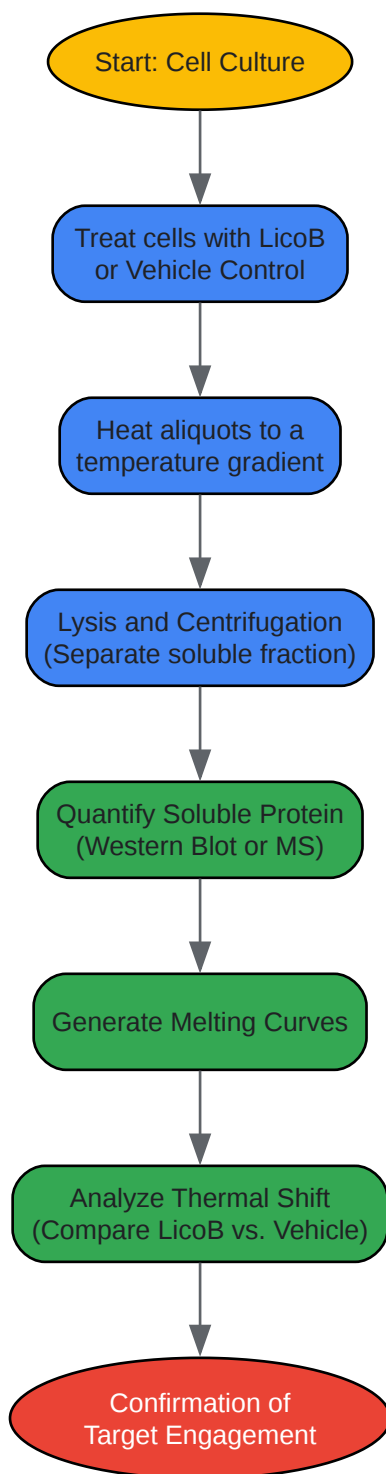 Start: Cell Culture
Treat cells with LicoB
or Vehicle Control
Heat aliquots to a
temperature gradient
Lysis and Centrifugation
(Separate soluble fraction)
Quantify Soluble Protein
(Western Blot or MS)
Generate Melting Curves
Analyze Thermal Shift
(Compare LicoB vs. Vehicle)
Confirmation of
Target Engagement